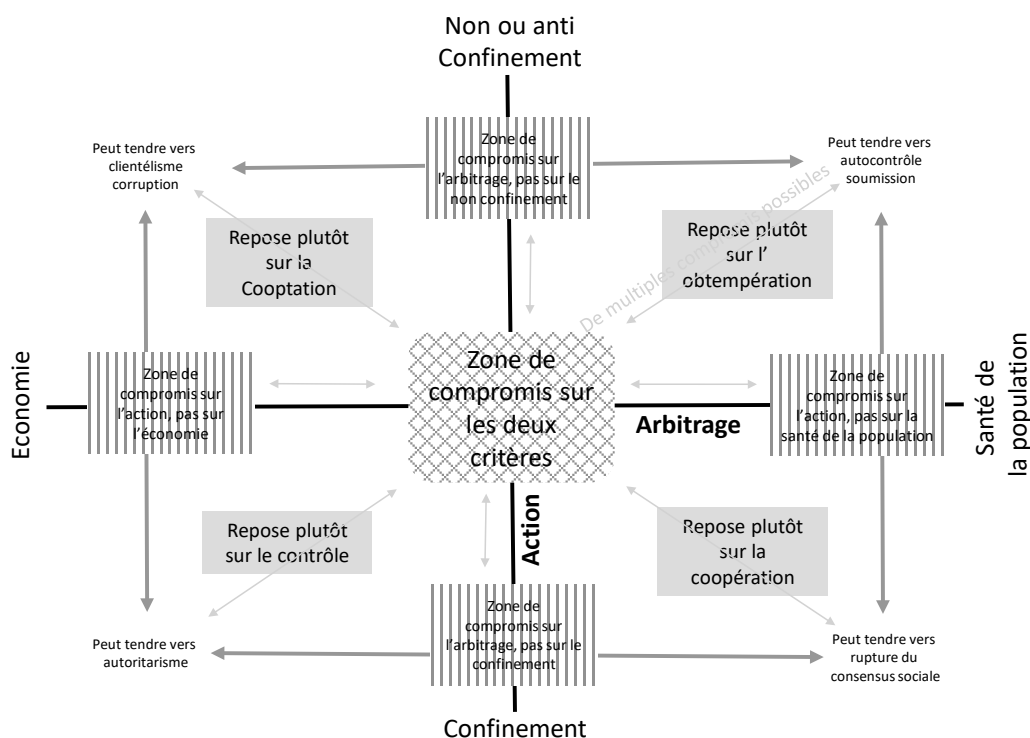 Non ou anti
Confinement
Peut tendre vers
clientélisme
corruption
Zone de
compromis sur
l'arbitrage, pas sur le
non confinement
Peut tendre vers
autocontrôle
soumission
Repose plutôt
sur la
Cooptation
De multiples compromis possibles
Repose plutôt
sur l'
obtempération
Economie
Zone de
compromis sur
l'action, pas sur
l'économie
Zone de
compromis sur
les deux
critères
Arbitrage
Zone de
compromis sur
l'action, pas sur la
santé de la population
Santé de
la population
Repose plutôt
sur le contrôle
Action
Repose plutôt
sur la
coopération
Peut tendre vers
autoritarisme
Zone de
compromis sur
l'arbitrage, pas sur le
confinement
Peut tendre vers
rupture du
consensus sociale
Confinement